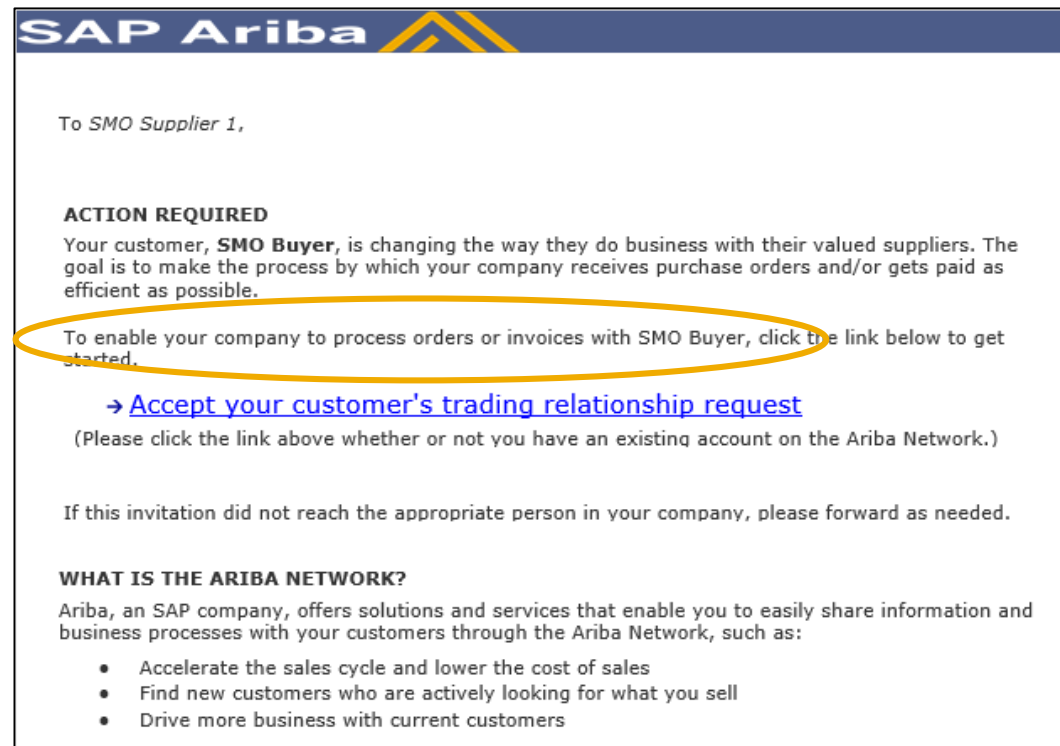 SAP Ariba
To SMO Supplier 1,
ACTION REQUIRED
Your customer, SMO Buyer, is changing the way they do business with their valued suppliers. The
goal is to make the process by which your company receives purchase orders and/or gets paid as
efficient as possible.
To enable your company to process orders or invoices with SMO Buyer, click the link below to get
started.
→ Accept your customer's trading relationship request
(Please click the link above whether or not you have an existing account on the Ariba Network.)
If this invitation did not reach the appropriate person in your company, please forward as needed.
WHAT IS THE ARIBA NETWORK?
Ariba, an SAP company, offers solutions and services that enable you to easily share information and
business processes with your customers through the Ariba Network, such as:
• Accelerate the sales cycle and lower the cost of sales
• Find new customers who are actively looking for what you sell
• Drive more business with current customers